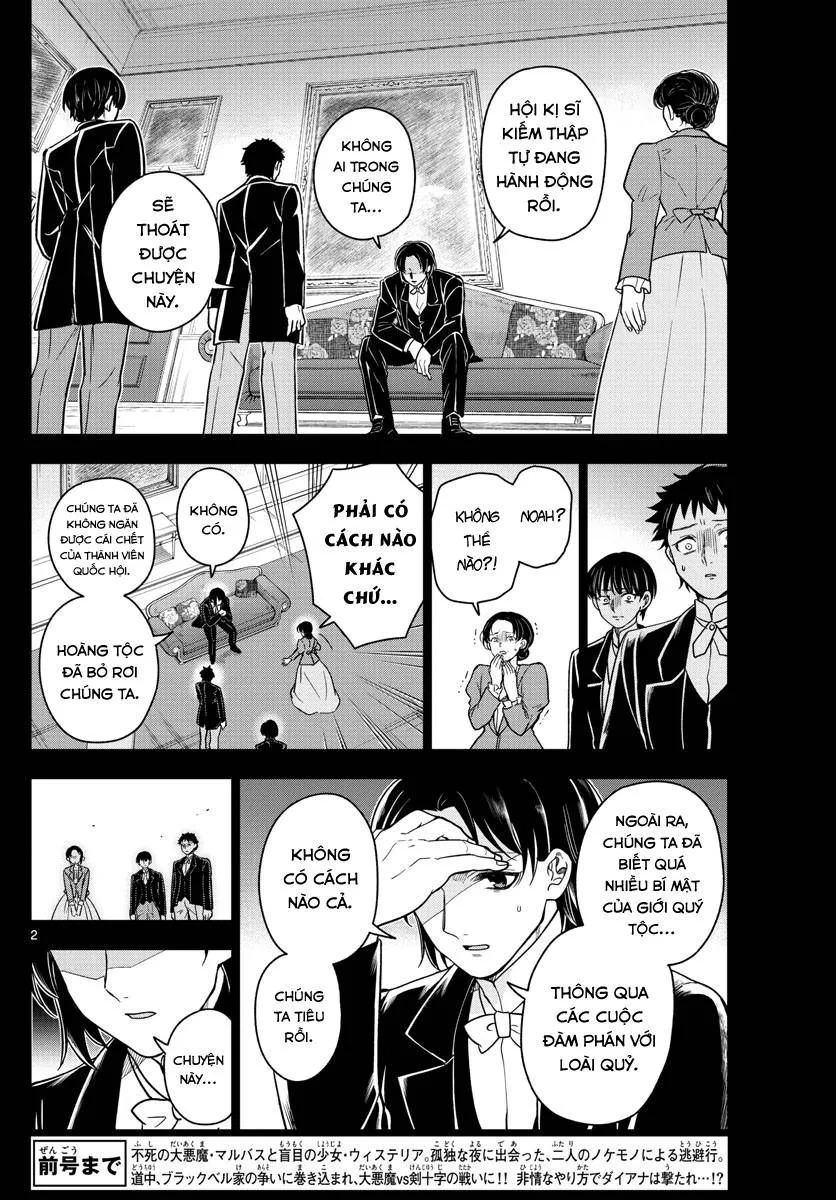 HỘI KỊ SĨ
KIẾM THẬP
TỰ ĐANG
HÀNH ĐỘNG
RỒI.
KHÔNG
AI TRONG
CHÚNG
TA...
SẼ
THOÁT
ĐƯỢC
CHUYỆN
NÀY.
NOAH?
KHÔNG
THỂ
NÀO?!
PHẢI CÓ
CÁCH NÀO
KHÁC
CHỨ...
KHÔNG
CÓ.
CHÚNG TA ĐÃ
KHÔNG NGĂN
ĐƯỢC CÁI CHẾT
CỦA THÀNH VIÊN
QUỐC HỘI.
HOÀNG TỘC
ĐÃ BỎ RƠI
CHÚNG TA.
NGOÀI RA,
CHÚNG TA ĐÃ
BIẾT QUÁ
NHIỀU BÍ MẬT
CỦA GIỚI QUÝ
TỘC...
THÔNG QUA
CÁC CUỘC
ĐÀM PHÁN VỚI
LOÀI QUỶ.
KHÔNG
CÓ CÁCH
NÀO CẢ.
CHÚNG
TA TIÊU
RỒI.
CHUYỆN
NÀY...
2
前号まで
不死の大悪魔・マルバスと盲目の少女・ウィステリア。孤独な夜に出会った、二人のノケモノによる逃避行。
道中、ブラックベル家の争いに巻き込まれ、大悪魔vs剣十字の戦いに!! 非情なやり方でダイアナは撃たれ…!?